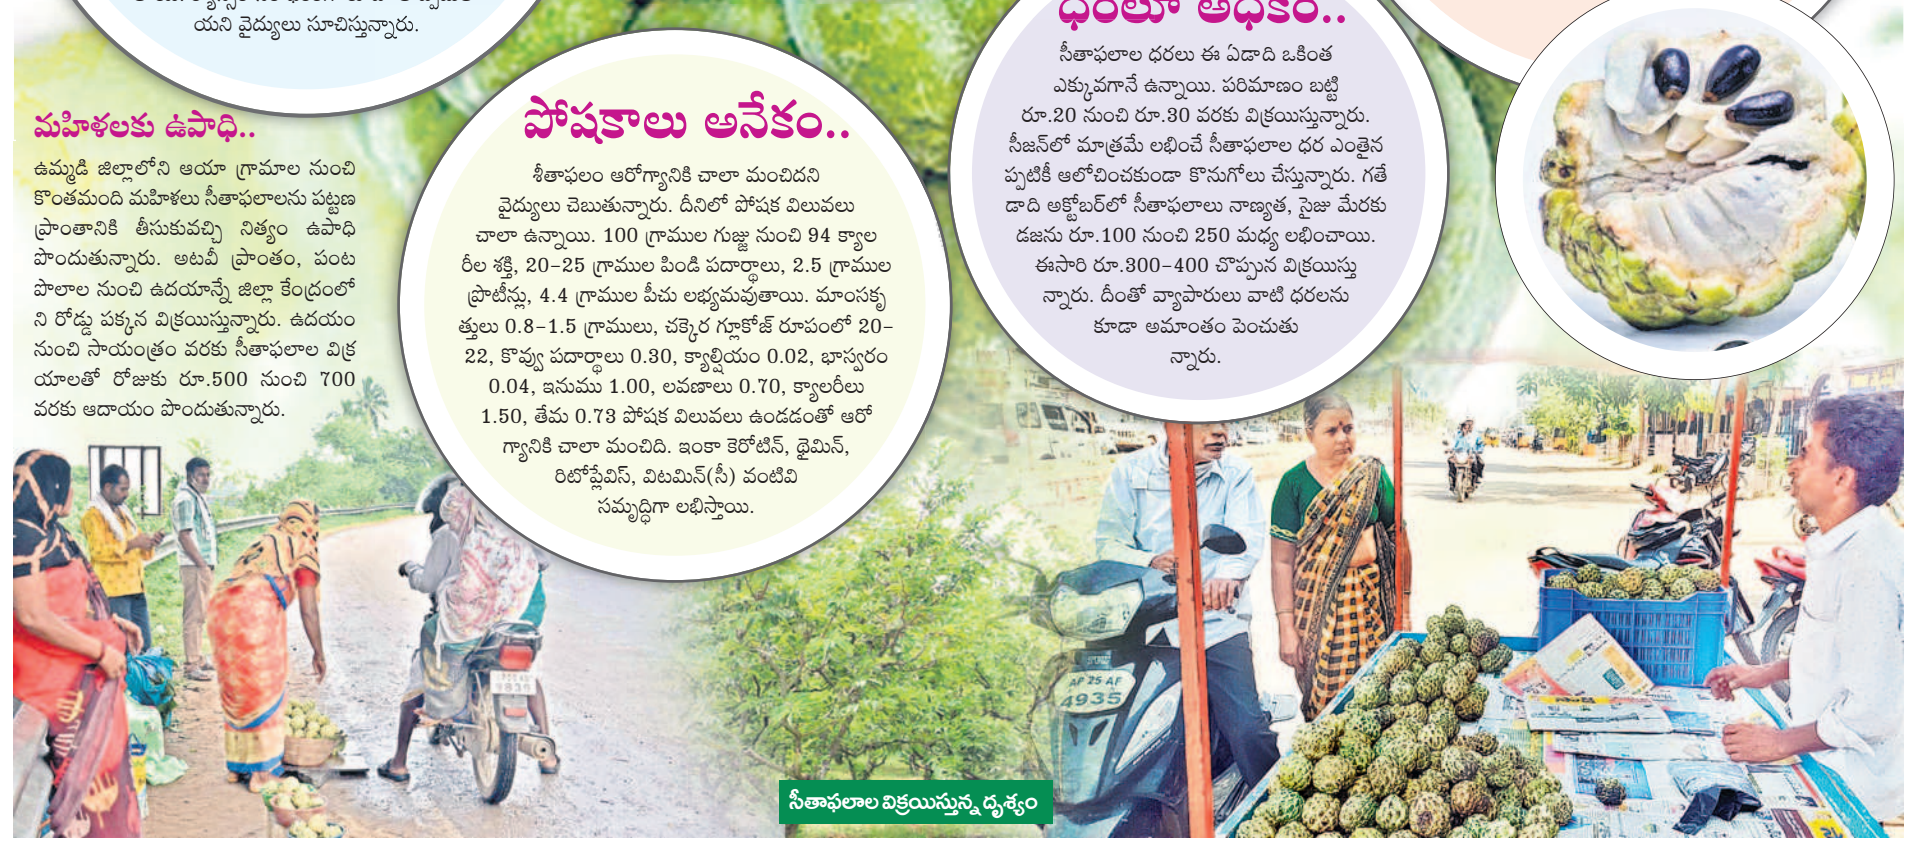 యని వైద్యులు సూచిస్తున్నారు.
మహిళలకు ఉపాధి..
ఉమ్మడి జిల్లాలోని ఆయా గ్రామాల నుంచి
కొంతమంది మహిళలు సీతాఫలాలను పట్టణ
ప్రాంతానికి తీసుకువచ్చి నిత్యం ఉపాధి
పొందుతున్నారు. అటవీ ప్రాంతం, పంట
పొలాల నుంచి ఉదయాన్నే జిల్లా కేంద్రంలో
ని రోడ్డు పక్కన విక్రయిస్తున్నారు. ఉదయం
నుంచి సాయంత్రం వరకు సీతాఫలాల విక్ర
యాలతో రోజుకు రూ.500 నుంచి 700
వరకు ఆదాయం పొందుతున్నారు.
పోషకాలు అనేకం..
శీతాఫలం ఆరోగ్యానికి చాలా మంచిదని
వైద్యులు చెబుతున్నారు. దీనిలో పోషక విలువలు
చాలా ఉన్నాయి. 100 గ్రాముల గుజ్జు నుంచి 94 క్యాల
రీల శక్తి, 20-25 గ్రాముల పిండి పదార్థాలు, 2.5 గ్రాముల
ప్రొటీన్లు, 4.4 గ్రాముల పీచు లభ్యమవుతాయి. మాంసకృ
త్తులు 0.8-1.5 గ్రాములు, చక్కెర గ్లూకోజ్ రూపంలో 20-
22, కొవ్వు పదార్థాలు 0.30, క్యాల్షియం 0.02, భాస్వరం
0.04, ఇనుము 1.00, లవణాలు 0.70, క్యాలరీలు
1.50, తేమ 0.73 పోషక విలువలు ఉండడంతో ఆరో
గ్యానికి చాలా మంచిది. ఇంకా కెరోటిన్, థైమిన్,
రిటోప్లేవిస్, విటమిన్(సీ) వంటివి
సమృద్ధిగా లభిస్తాయి.
ధరలూ అధికం..
సీతాఫలాల ధరలు ఈ ఏడాది ఒకింత
ఎక్కువగానే ఉన్నాయి. పరిమాణం బట్టి
రూ.20 నుంచి రూ.30 వరకు విక్రయిస్తున్నారు.
సీజన్‌లో మాత్రమే లభించే సీతాఫలాల ధర ఎంతైన
ప్పటికీ ఆలోచించకుండా కొనుగోలు చేస్తున్నారు. గతే
డాది అక్టోబర్‌లో సీతాఫలాలు నాణ్యత, సైజు మేరకు
డజను రూ.100 నుంచి 250 మధ్య లభించాయి.
ఈసారి రూ.300-400 చొప్పున విక్రయిస్తు
న్నారు. దీంతో వ్యాపారులు వాటి ధరలను
కూడా అమాంతం పెంచుతు
న్నారు.
AP 25 AF
4935
సీతాఫలాల విక్రయిస్తున్న దృశ్యం